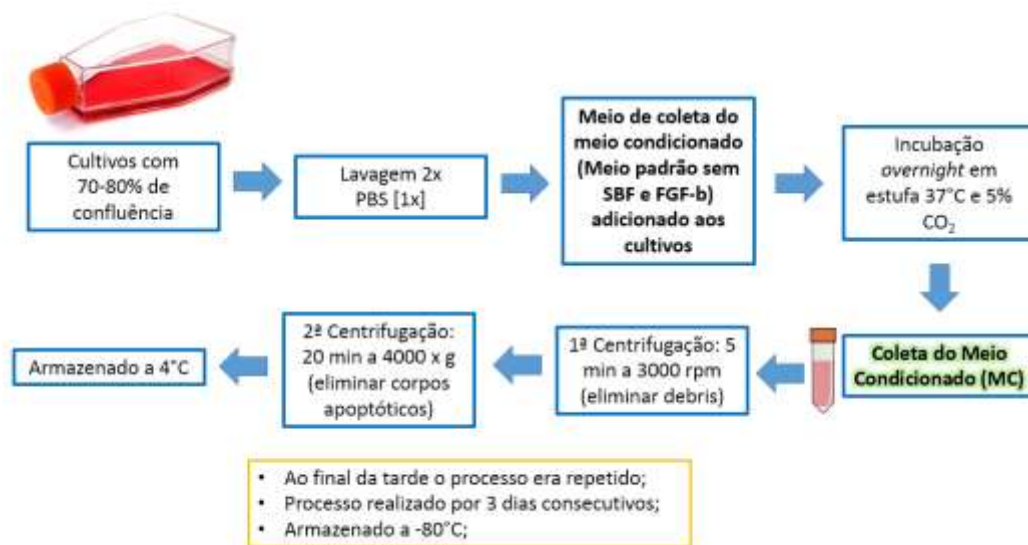 Cultivos com
70-80% de
confluência
Lavagem 2x
PBS [1x]
Meio de coleta do
meio condicionado
(Meio padrão sem
SBF e FGF-b)
adicionado aos
cultivos
Incubação
overnight em
estufa 37°C e 5%
CO₂
Coleta do Meio
Condicionado (MC)
1ª Centrifugação: 5
min a 3000 rpm
(eliminar debris)
2ª Centrifugação:
20 min a 4000 x g
(eliminar corpos
apoptóticos)
Armazenado a 4°C
• Ao final da tarde o processo era repetido;
• Processo realizado por 3 dias consecutivos;
• Armazenado a -80°C;